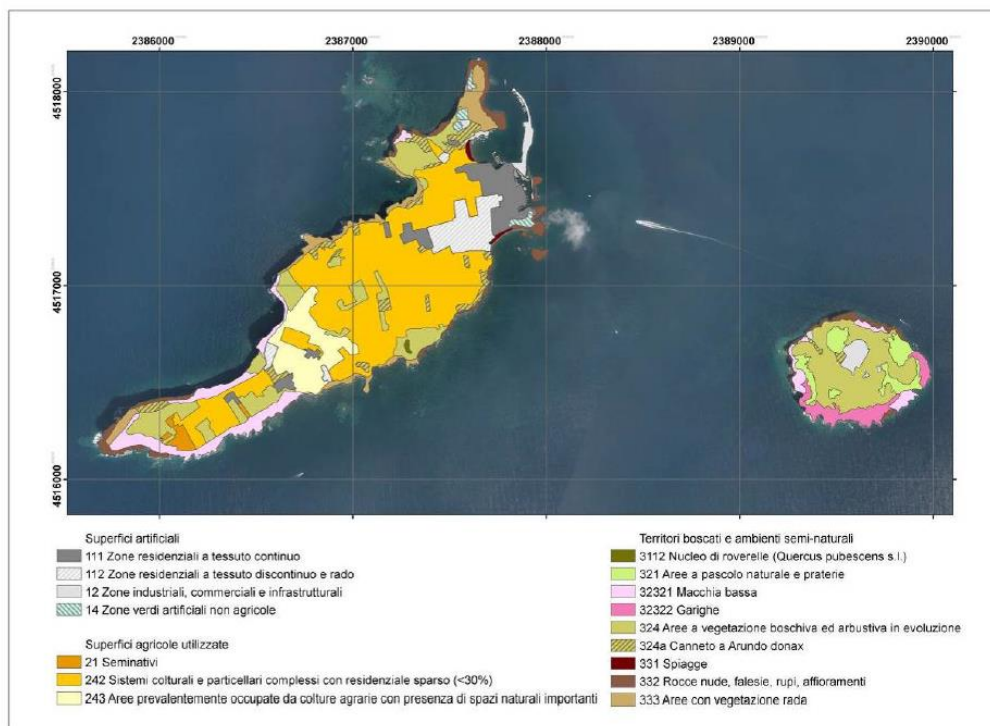 2386000 2387000 2388000 2389000 2390000
4518000
4517000
4516000
Superfici artificiali
111 Zone residenziali a tessuto continuo
112 Zone residenziali a tessuto discontinuo e rado
12 Zone industriali, commerciali e infrastrutturali
14 Zone verdi artificiali non agricole
Superfici agricole utilizzate
21 Seminativi
242 Sistemi colturali e particellari complessi con residenziale sparso (<30%)
243 Aree prevalentemente occupate da colture agrarie con presenza di spazi naturali importanti
Territori boscati e ambienti semi-naturali
3112 Nucleo di roverelle (Quercus pubescens s.l.)
321 Aree a pascolo naturale e praterie
32321 Macchia bassa
32322 Garighe
324 Aree a vegetazione boschiva ed arbustiva in evoluzione
324a Canneto a Arundo donax
331 Spiagge
332 Rocce nude, falesie, rupi, affioramenti
333 Aree con vegetazione rada